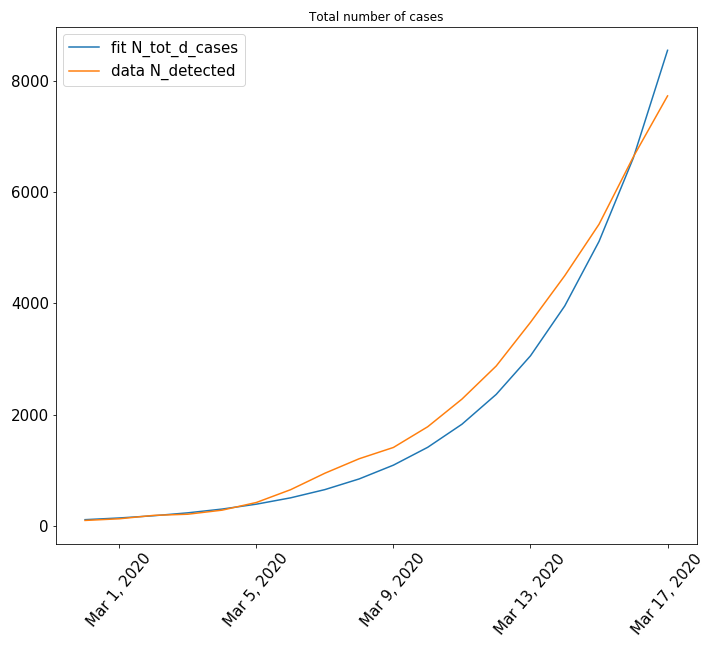 Total number of cases
fit N_tot_d_cases
data N_detected
8000
6000
4000
2000
0
Mar 1, 2020
Mar 5, 2020
Mar 9, 2020
Mar 13, 2020
Mar 17, 2020